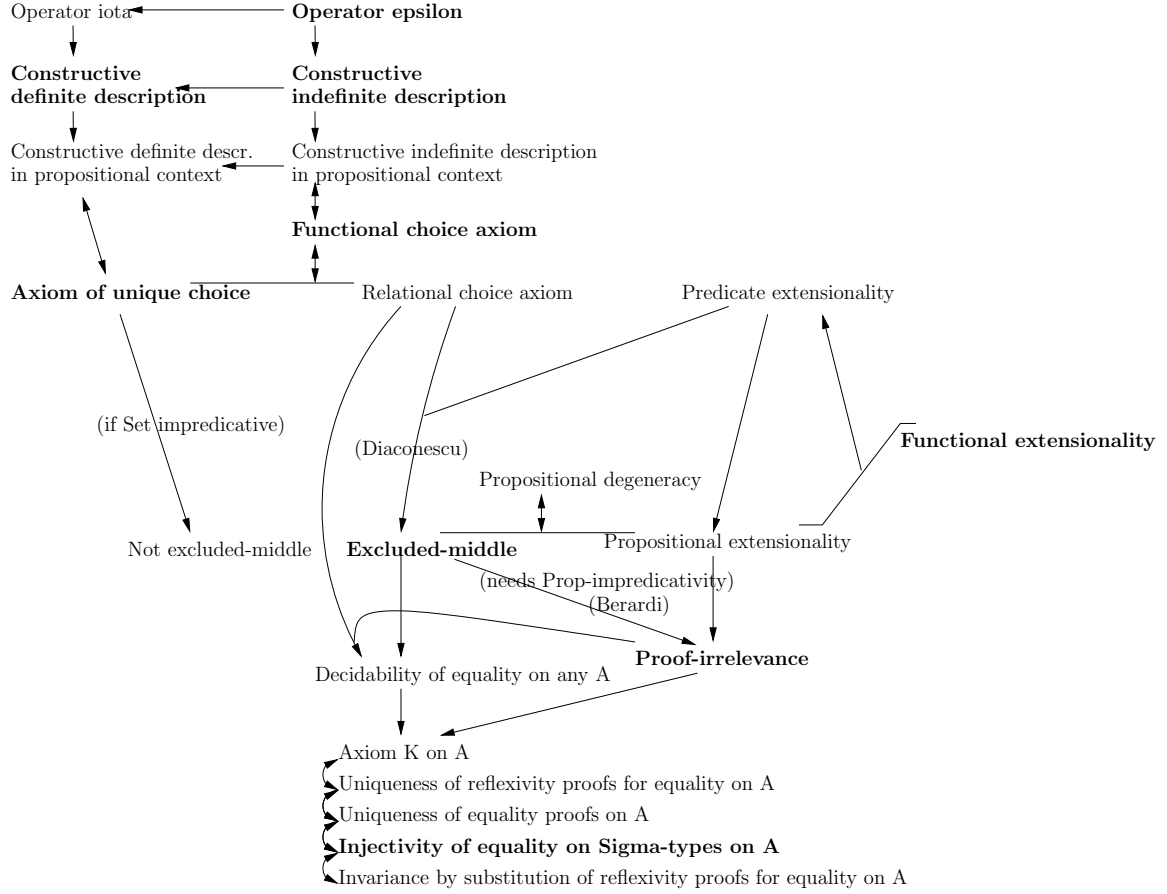 Operator iota
Operator epsilon
Constructive
definite description
Constructive
indefinite description
Constructive definite descr.
in propositional context
Constructive indefinite description
in propositional context
Functional choice axiom
Axiom of unique choice
Relational choice axiom
Predicate extensionality
(if Set impredicative)
Functional extensionality
(Diaconescu)
Propositional degeneracy
Not excluded-middle
Excluded-middle
Propositional extensionality
(needs Prop-impredicativity)
(Berardi)
Proof-irrelevance
Decidability of equality on any A
Axiom K on A
Uniqueness of reflexivity proofs for equality on A
Uniqueness of equality proofs on A
Injectivity of equality on Sigma-types on A
Invariance by substitution of reflexivity proofs for equality on A